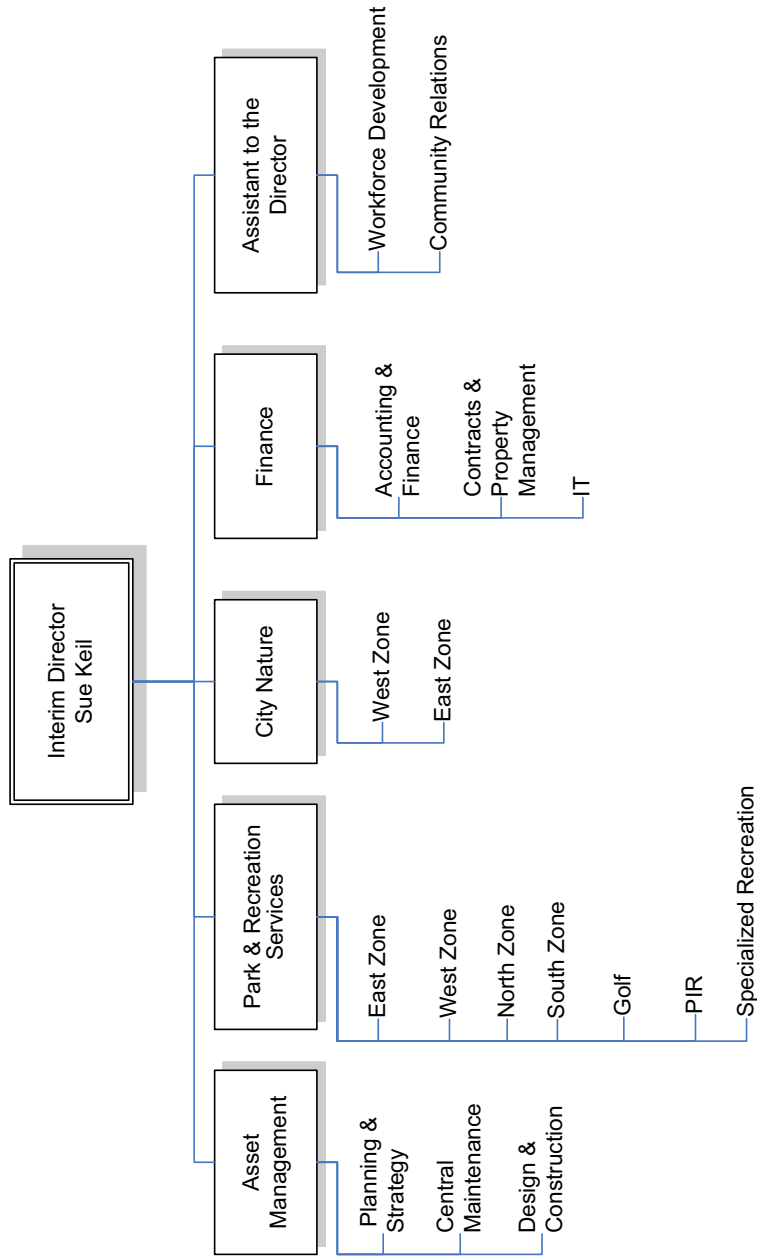 Interim Director
Sue Keil
Asset
Management
Planning &
Strategy
Central
Maintenance
Design &
Construction
Park & Recreation
Services
East Zone
West Zone
North Zone
South Zone
Golf
PIR
Specialized Recreation
City Nature
West Zone
East Zone
Finance
Accounting &
Finance
Contracts &
Property
Management
IT
Assistant to the
Director
Workforce Development
Community Relations